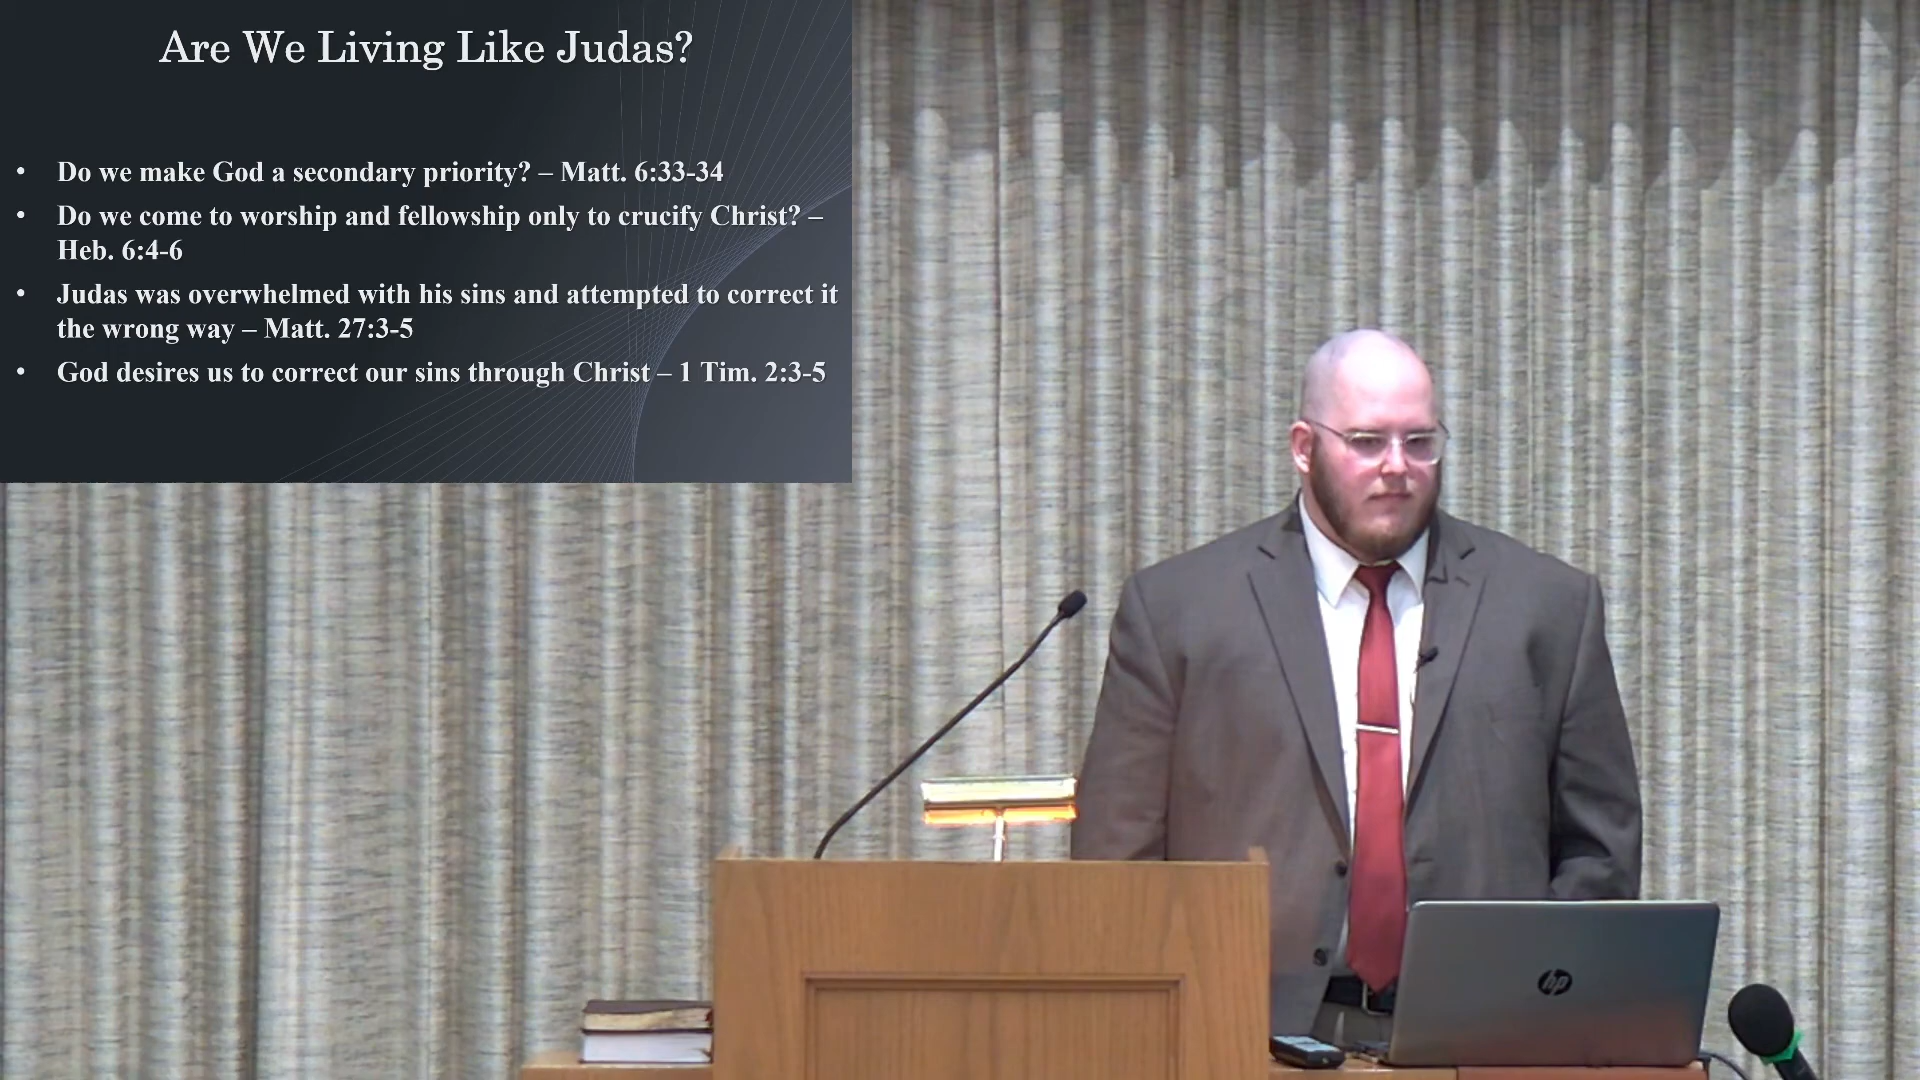 Are We Living Like Judas?
• Do we make God a secondary priority? – Matt. 6:33-34
• Do we come to worship and fellowship only to crucify Christ? –
Heb. 6:4-6
• Judas was overwhelmed with his sins and attempted to correct it
the wrong way – Matt. 27:3-5
• God desires us to correct our sins through Christ – 1 Tim. 2:3-5
hp